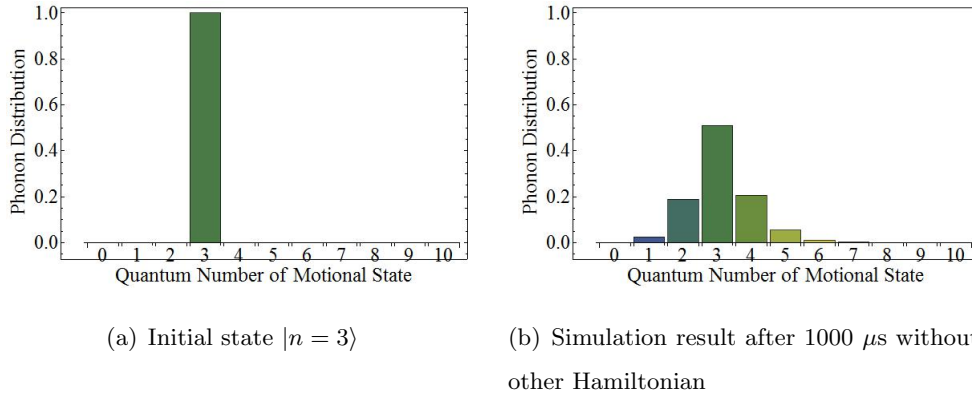 1.0
0.8
0.6
0.4
0.2
0.0
Phonon Distribution
0 1 2 3 4 5 6 7 8 9 10
Quantum Number of Motional State
(a) Initial state |n = 3⟩
1.0
0.8
0.6
0.4
0.2
0.0
Phonon Distribution
0 1 2 3 4 5 6 7 8 9 10
Quantum Number of Motional State
(b) Simulation result after 1000 μs without
other Hamiltonian